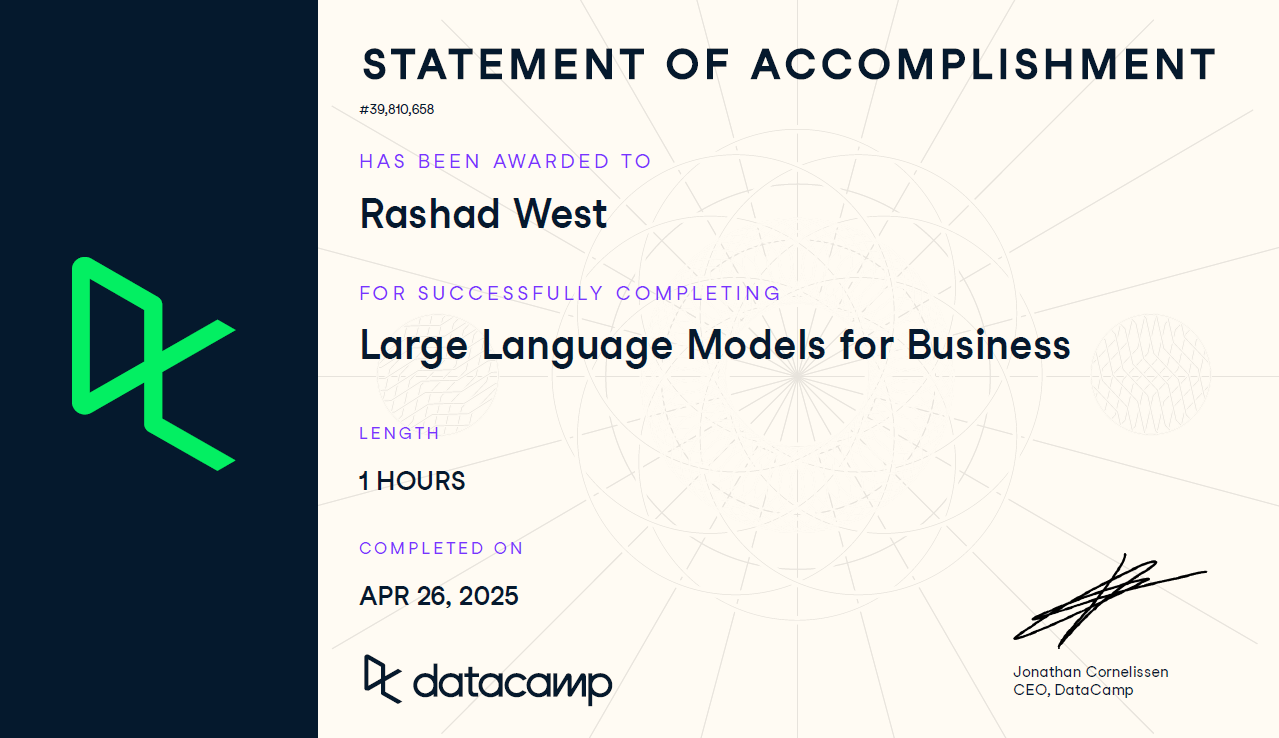 STATEMENT OF ACCOMPLISHMENT
#39,810,658
HAS BEEN AWARDED TO
Rashad West
FOR SUCCESSFULLY COMPLETING
Large Language Models for Business
LENGTH
1 HOURS
COMPLETED ON
APR 26, 2025
datacamp
Jonathan Cornelissen
CEO, DataCamp